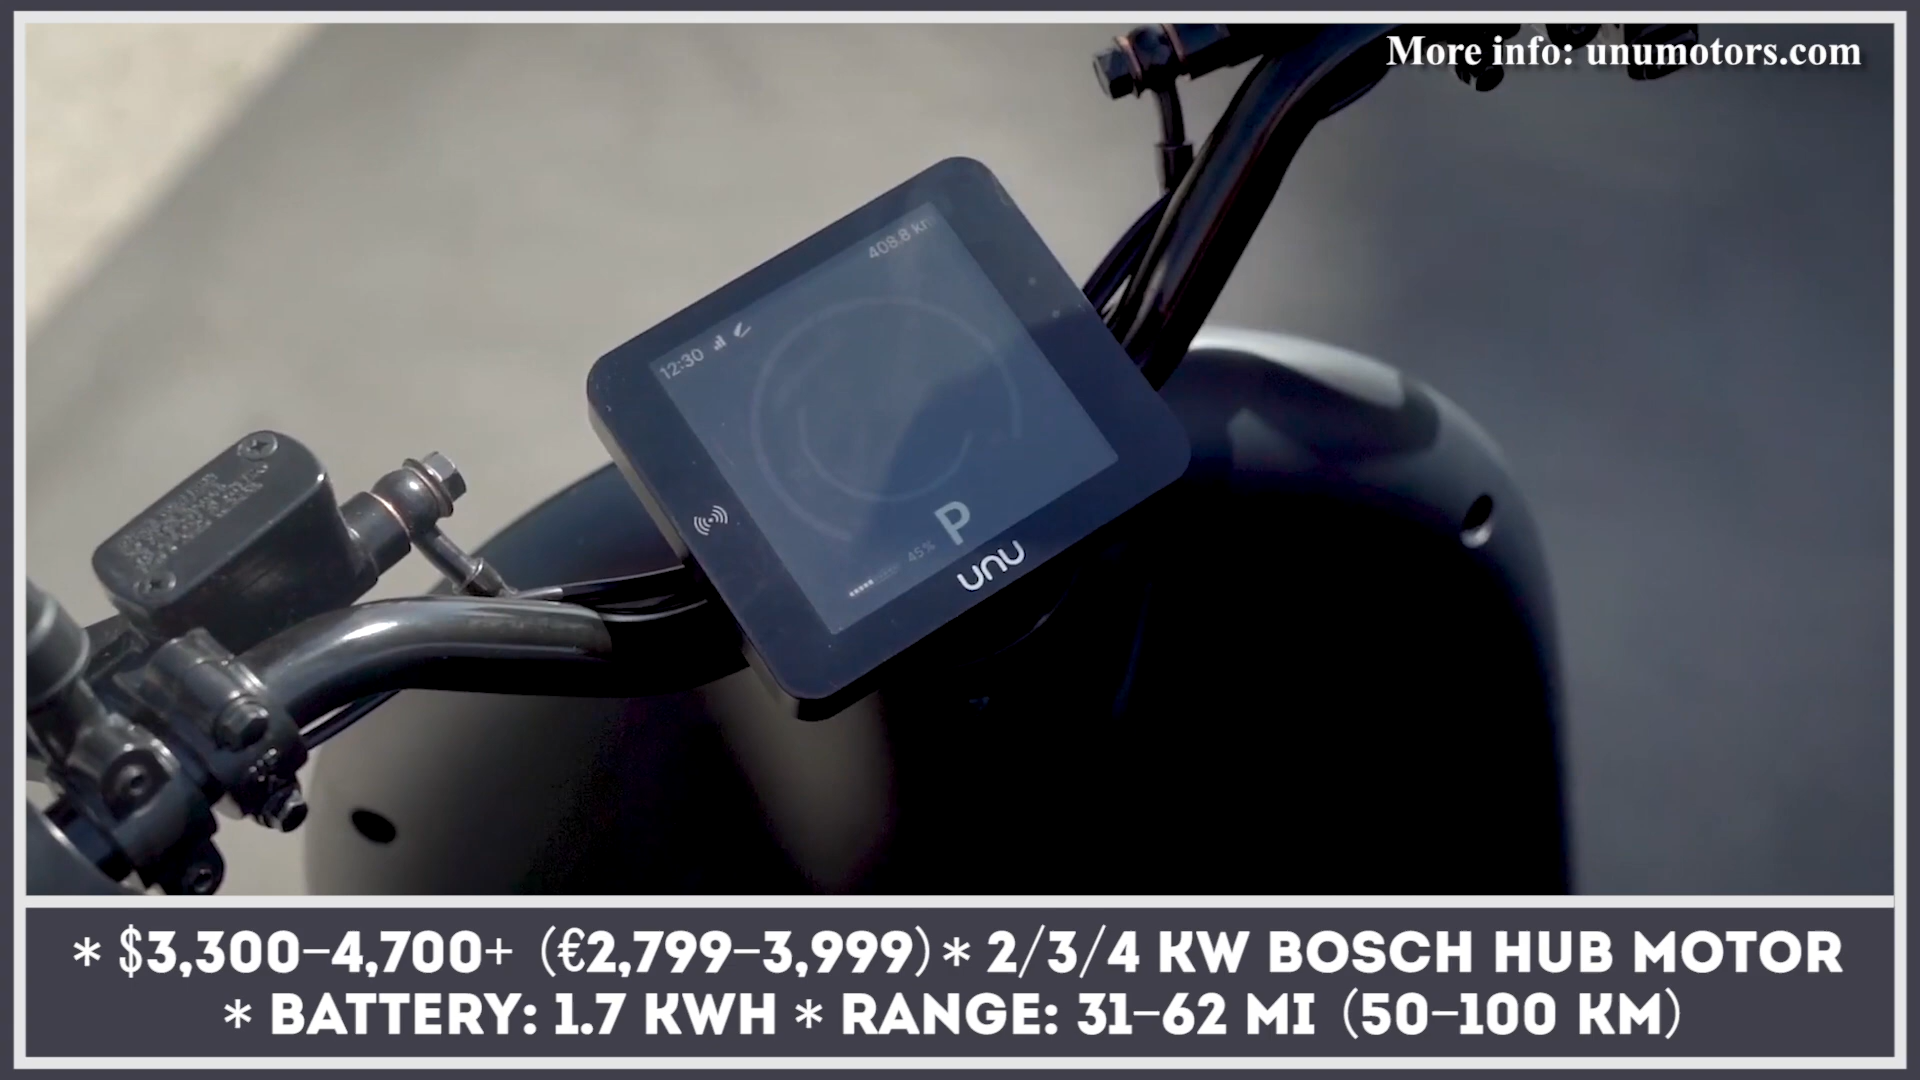 More info: unumotors.com
408.8 km
12:30
P
45%
unu
* $3,300–4,700+ (€2,799–3,999) * 2/3/4 KW BOSCH HUB MOTOR
* BATTERY: 1.7 KWH * RANGE: 31–62 MI (50–100 KM)